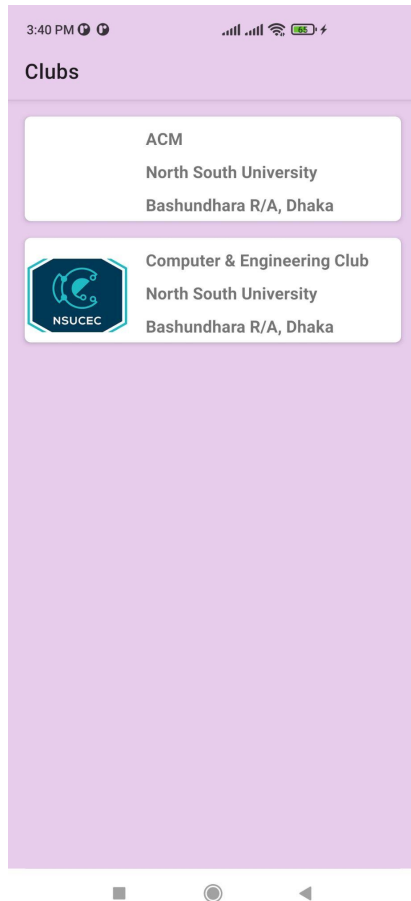 3:40 PM
65
Clubs
ACM
North South University
Bashundhara R/A, Dhaka
Computer & Engineering Club
North South University
Bashundhara R/A, Dhaka
NSUCEC